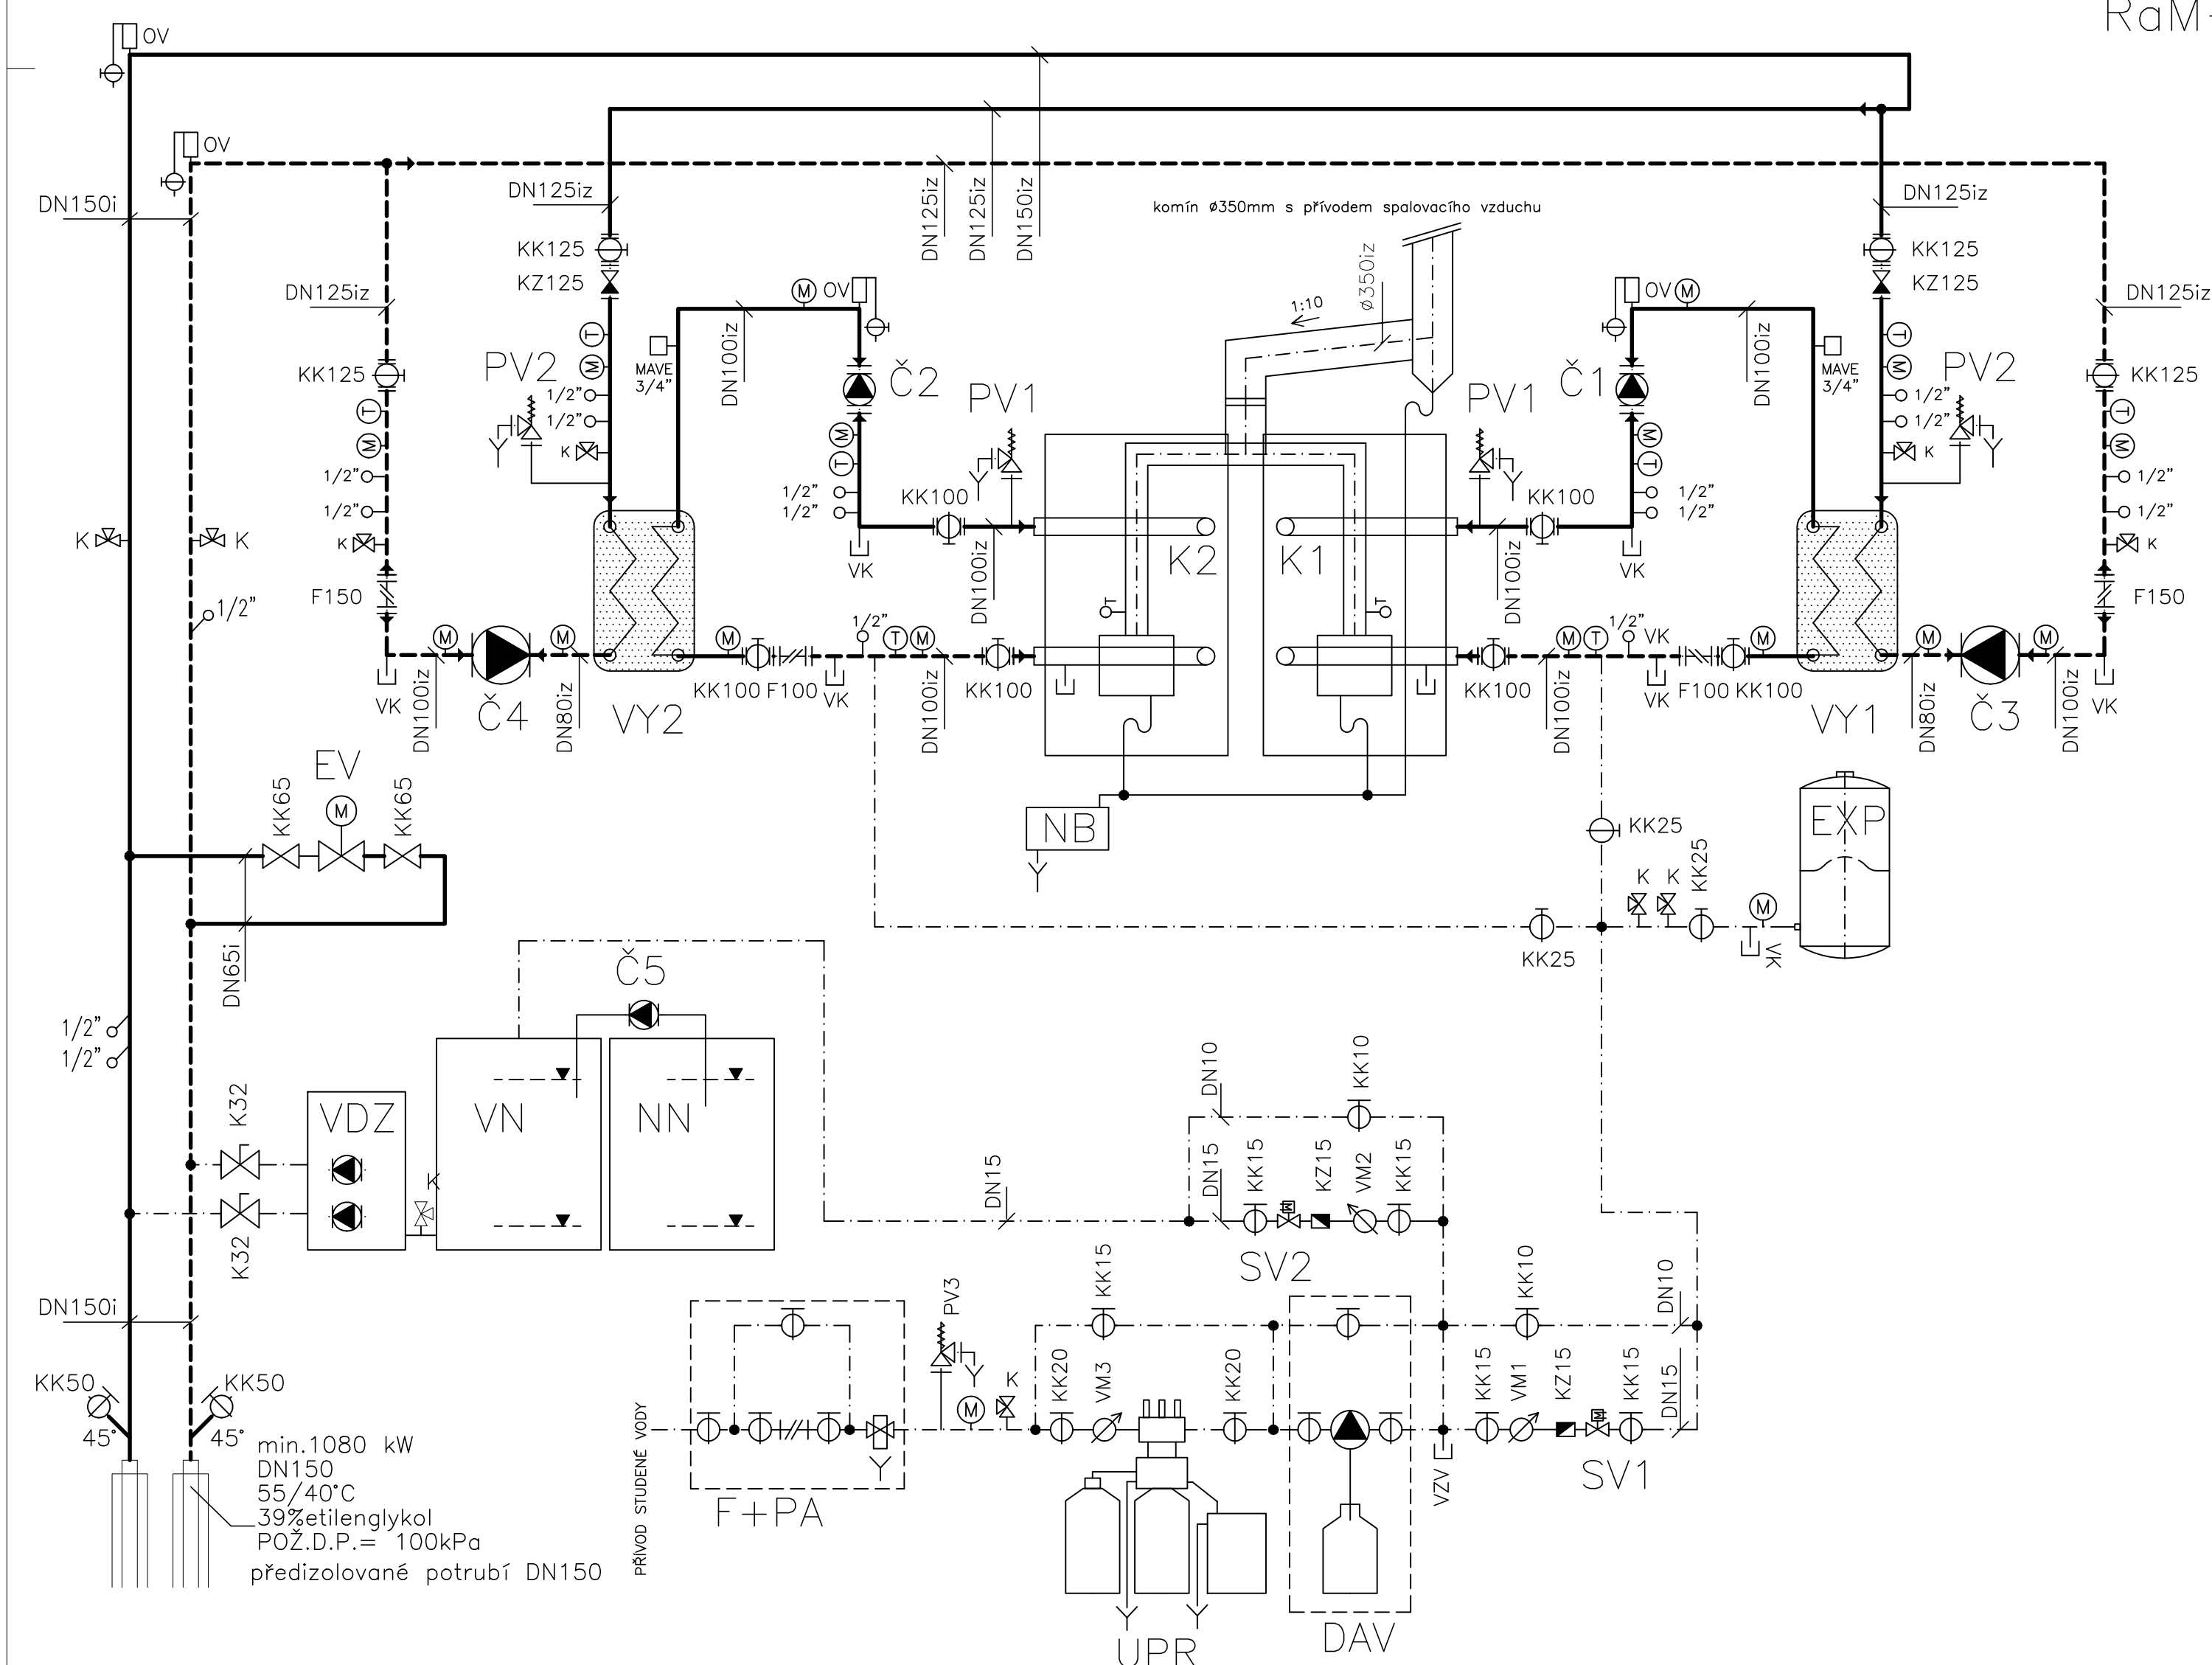 RaM
OV
OV
DN150i
DN125iz
DN125iz
DN125iz
DN150iz
komín ø350mm s přívodem spalovacího vzduchu
DN125iz
DN125iz
KK125
KZ125
KK125
KZ125
DN125iz
DN125iz
M
OV
1:10
ø350iz
OV
M
DN100iz
DN100iz
T
M
MAVE
3/4"
PV2
1/2"
1/2"
K
KK125
T
M
1/2"
1/2"
K
F150
Č2
PV1
M
T
1/2"
1/2"
KK100
PV1
Č1
M
T
1/2"
1/2"
KK100
MAVE
3/4"
T
M
1/2"
1/2"
K
PV2
KK125
T
M
1/2"
1/2"
K
F150
K
K
1/2"
VK
DN100iz
K2
K1
DN100iz
VK
T
T
M
M
M
1/2"
T
M
M
T
1/2"
VK
M
M
M
VK
DN100iz
Č4
DN80iz
VY2
KK100
F100
VK
DN100iz
KK100
KK100
DN100iz
VK
F100
KK100
VY1
DN80iz
Č3
DN100iz
VK
EV
KK65
M
KK65
NB
KK25
EXP
DN65i
K
K
KK25
M
KK25
VK
Č5
1/2"
1/2"
K32
VDZ
VN
NN
K
K32
DN10
KK10
DN15
DN15
KK15
M
KZ15
VM2
KK15
SV2
DN150i
PV3
KK15
KK10
DN10
KK50
KK50
45°
45°
M
K
KK20
VM3
KK20
KK15
VM1
KZ15
M
KK15
DN15
PŘÍVOD STUDENÉ VODY
F+PA
VZV
SV1
min.1080 kW
DN150
55/40°C
39%etilenglykol
POŽ.D.P.= 100kPa
předizolované potrubí DN150
UPR
DAV